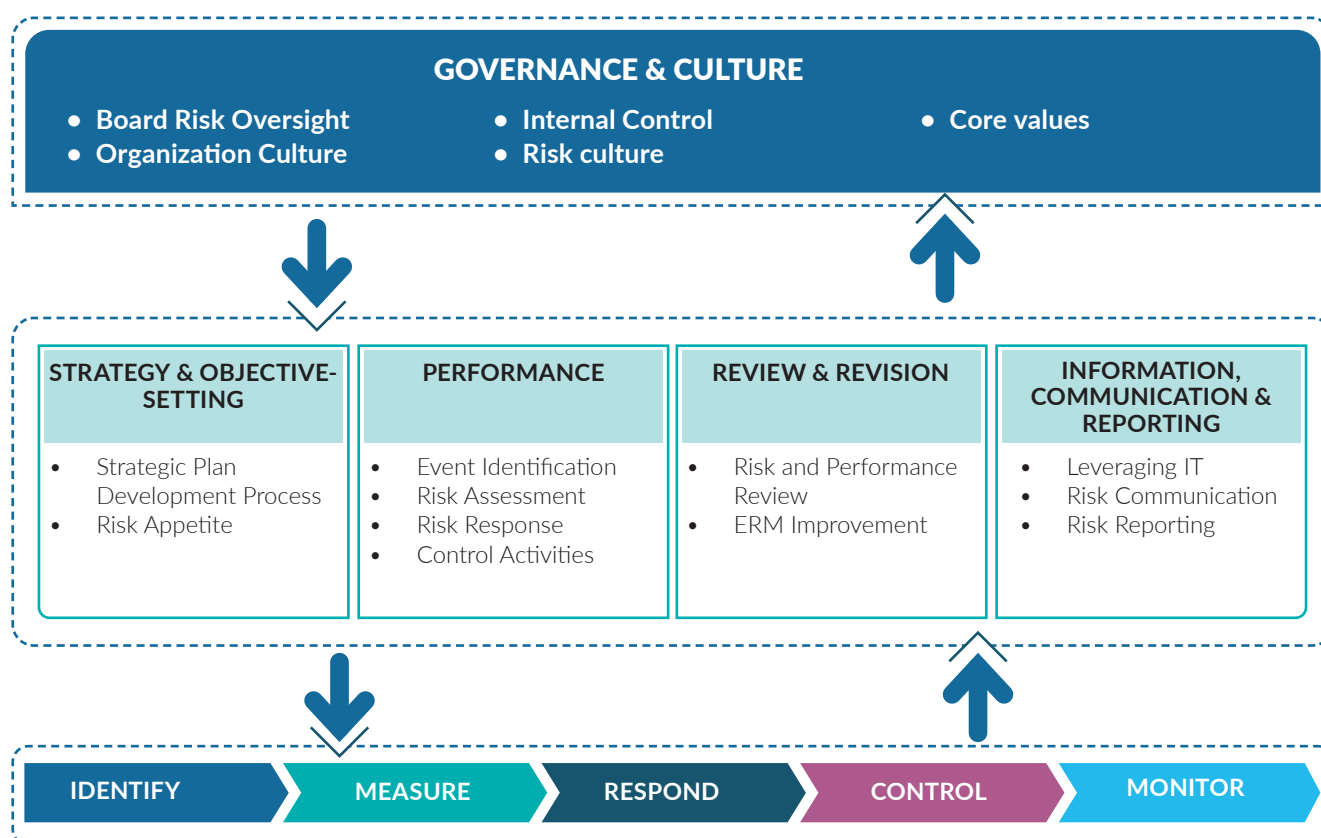 GOVERNANCE & CULTURE
• Board Risk Oversight
• Organization Culture
• Internal Control
• Risk culture
• Core values
STRATEGY & OBJECTIVE-
SETTING
• Strategic Plan
Development Process
• Risk Appetite
PERFORMANCE
• Event Identification
• Risk Assessment
• Risk Response
• Control Activities
REVIEW & REVISION
• Risk and Performance
Review
• ERM Improvement
INFORMATION,
COMMUNICATION &
REPORTING
• Leveraging IT
• Risk Communication
• Risk Reporting
IDENTIFY
MEASURE
RESPOND
CONTROL
MONITOR